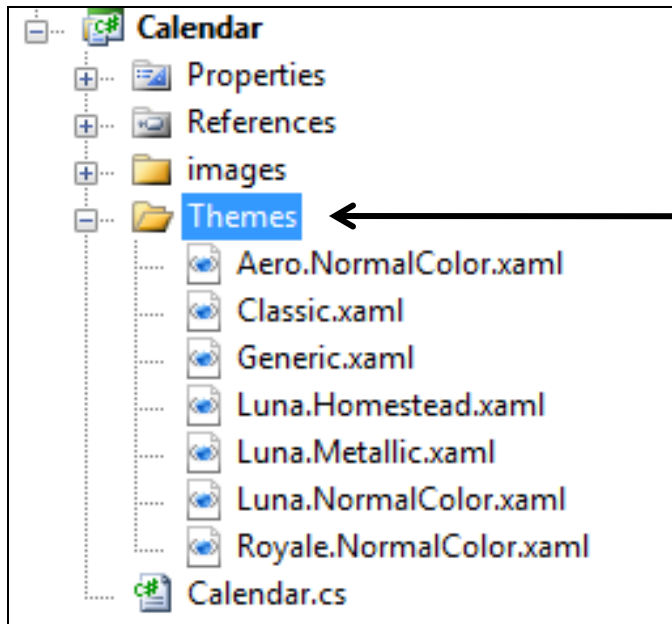 Calendar
Properties
References
images
Themes
Aero.NormalColor.xaml
Classic.xaml
Generic.xaml
Luna.Homestead.xaml
Luna.Metallic.xaml
Luna.NormalColor.xaml
Royale.NormalColor.xaml
Calendar.cs